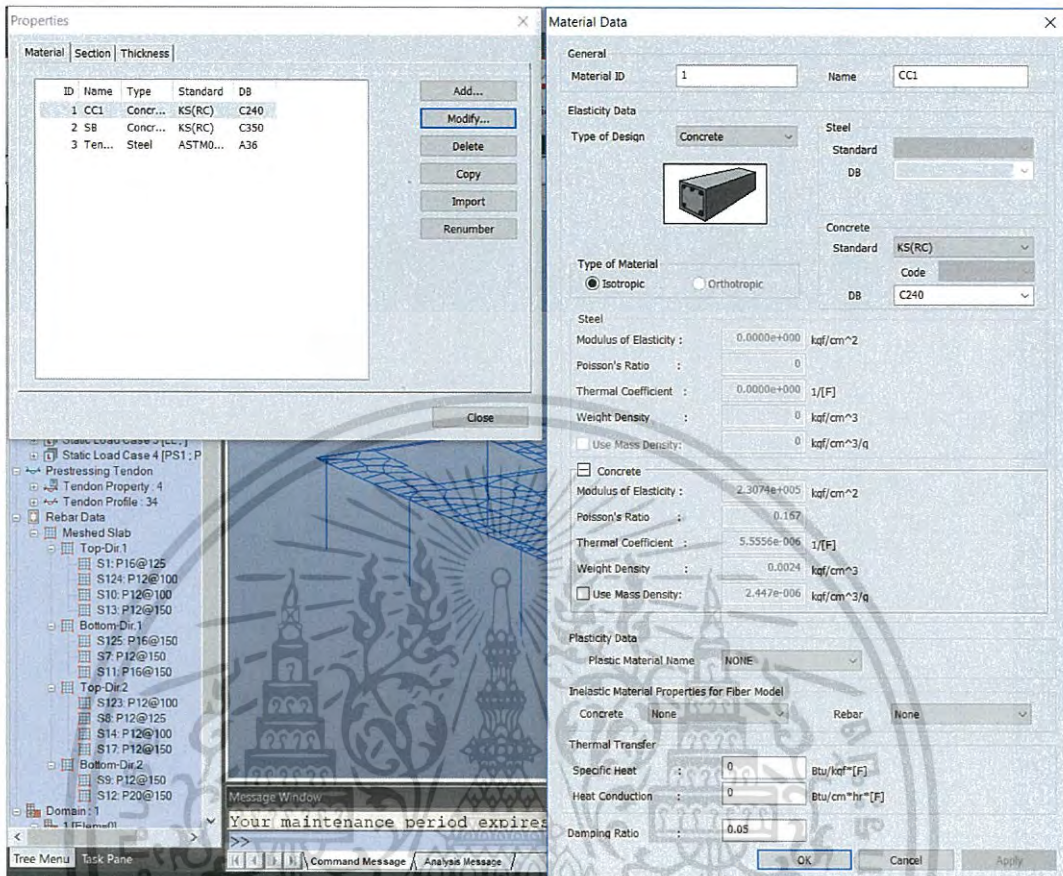 Properties
Material Section Thickness
ID Name Type Standard DB
1 CC1 Concr... KS(RC) C240
2 SB Concr... KS(RC) C350
3 Ten... Steel ASTM0... A36
Add...
Modify...
Delete
Copy
Import
Renumber
Close
Static Load Case 3 [LL ; ]
Static Load Case 4 [PS1 ; P
Prestressing Tendon
Tendon Property : 4
Tendon Profile : 34
Rebar Data
Meshed Slab
Top-Dir.1
S1: P16@125
S124: P12@100
S10: P12@100
S13: P12@150
Bottom-Dir.1
S125: P16@150
S7: P12@150
S11: P16@150
Top-Dir.2
S123: P12@100
S8: P12@125
S14: P12@100
S17: P12@150
Bottom-Dir.2
S9: P12@150
S12: P20@150
Domain : 1
Tree Menu Task Pane
Message Window
Your maintenance period expires
>>
Command Message Analysis Message
Material Data
General
Material ID 1 Name CC1
Elasticity Data
Type of Design Concrete
Steel
Standard
DB
Concrete
Standard KS(RC)
Code
DB C240
Type of Material
Isotropic Orthotropic
Steel
Modulus of Elasticity : 0.0000e+000 kgf/cm^2
Poisson's Ratio : 0
Thermal Coefficient : 0.0000e+000 1/[F]
Weight Density : 0 kgf/cm^3
Use Mass Density: 0 kgf/cm^3/g
Concrete
Modulus of Elasticity : 2.3074e+005 kgf/cm^2
Poisson's Ratio : 0.167
Thermal Coefficient : 5.5556e-006 1/[F]
Weight Density : 0.0024 kgf/cm^3
Use Mass Density: 2.447e-006 kgf/cm^3/g
Plasticity Data
Plastic Material Name NONE
Inelastic Material Properties for Fiber Model
Concrete None Rebar None
Thermal Transfer
Specific Heat : 0 Btu/kgf*[F]
Heat Conduction : 0 Btu/cm*hr*[F]
Damping Ratio : 0.05
OK Cancel Apply